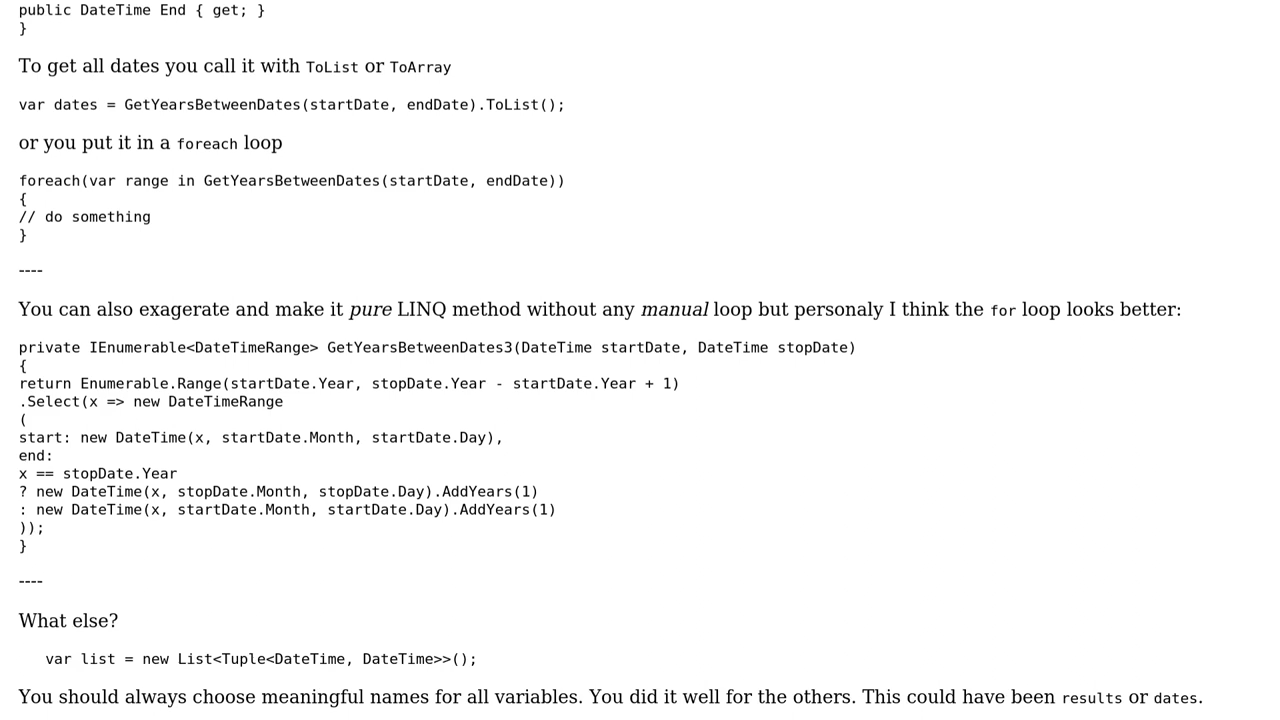 public DateTime End { get; }
}
To get all dates you call it with ToList or ToArray
var dates = GetYearsBetweenDates(startDate, endDate).ToList();
or you put it in a foreach loop
foreach(var range in GetYearsBetweenDates(startDate, endDate))
{
// do something
}
----
You can also exagerate and make it pure LINQ method without any manual loop but personaly I think the for loop looks better:
private IEnumerable<DateTimeRange> GetYearsBetweenDates3(DateTime startDate, DateTime stopDate)
{
return Enumerable.Range(startDate.Year, stopDate.Year - startDate.Year + 1)
.Select(x => new DateTimeRange
(
start: new DateTime(x, startDate.Month, startDate.Day),
end:
x == stopDate.Year
? new DateTime(x, stopDate.Month, stopDate.Day).AddYears(1)
: new DateTime(x, startDate.Month, startDate.Day).AddYears(1)
));
}
----
What else?
var list = new List<Tuple<DateTime, DateTime>>();
You should always choose meaningful names for all variables. You did it well for the others. This could have been results or dates.